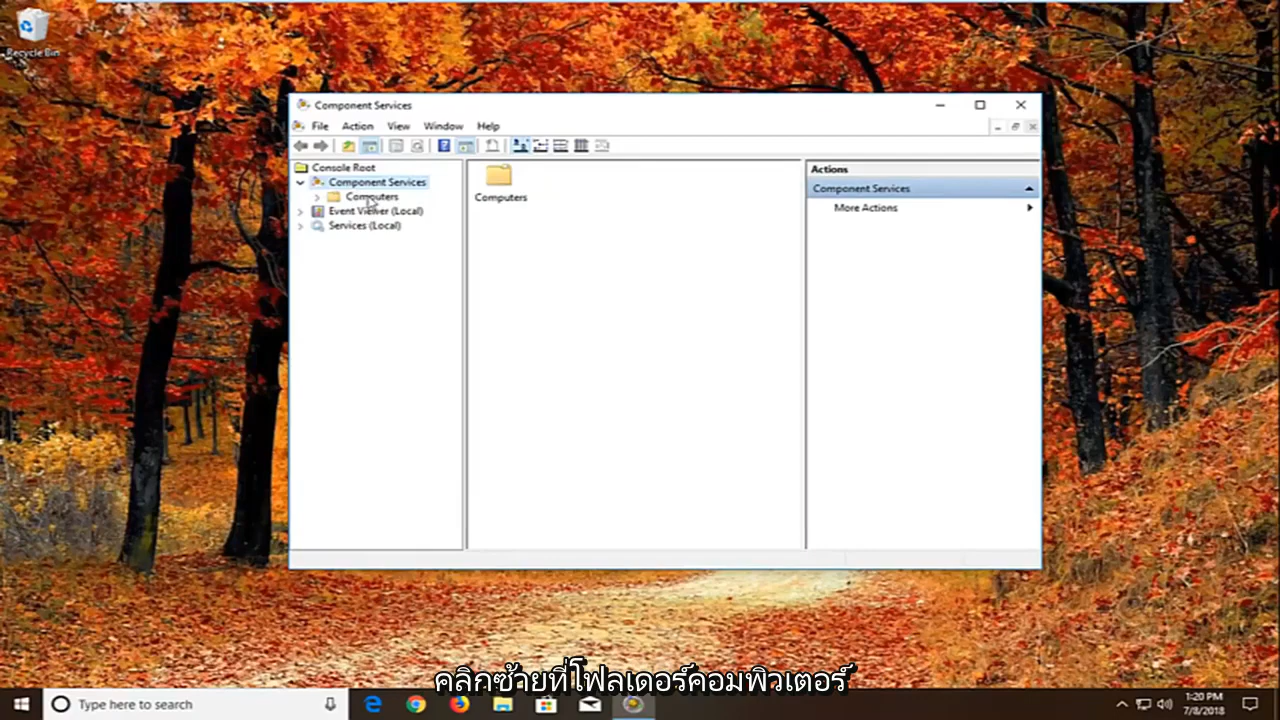 Recycle Bin
Component Services
File Action View Window Help
Console Root
Component Services
Computers
Event Viewer (Local)
Services (Local)
Computers
Actions
Component Services
More Actions
คลิกซ้ายที่โฟลเดอร์คอมพิวเตอร์
Type here to search
1:20 PM
7/8/2018